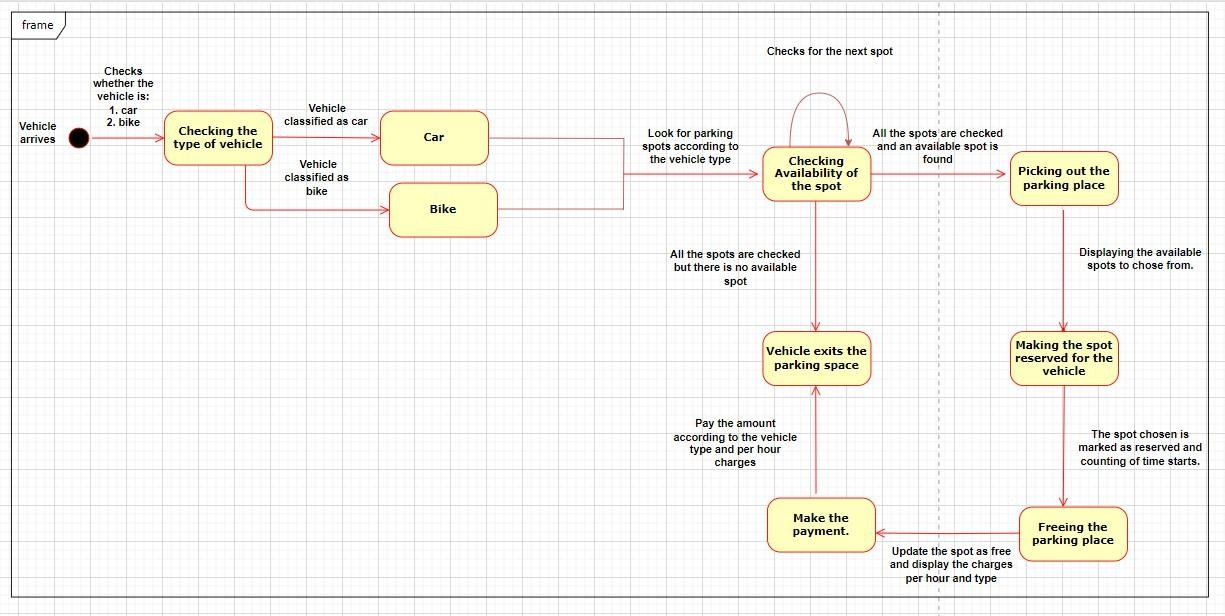 frame
Checks for the next spot
Checks
whether the
vehicle is:
1. car
2. bike
Vehicle
arrives
Checking the
type of vehicle
Vehicle
classified as car
Car
Vehicle
classified as
bike
Bike
Look for parking
spots according to
the vehicle type
Checking
Availability of
the spot
All the spots are checked
and an available spot is
found
Picking out the
parking place
All the spots are checked
but there is no available
spot
Displaying the available
spots to chose from.
Vehicle exits the
parking space
Making the spot
reserved for the
vehicle
Pay the amount
according to the vehicle
type and per hour
charges
The spot chosen is
marked as reserved and
counting of time starts.
Make the
payment.
Freeing the
parking place
Update the spot as free
and display the charges
per hour and type